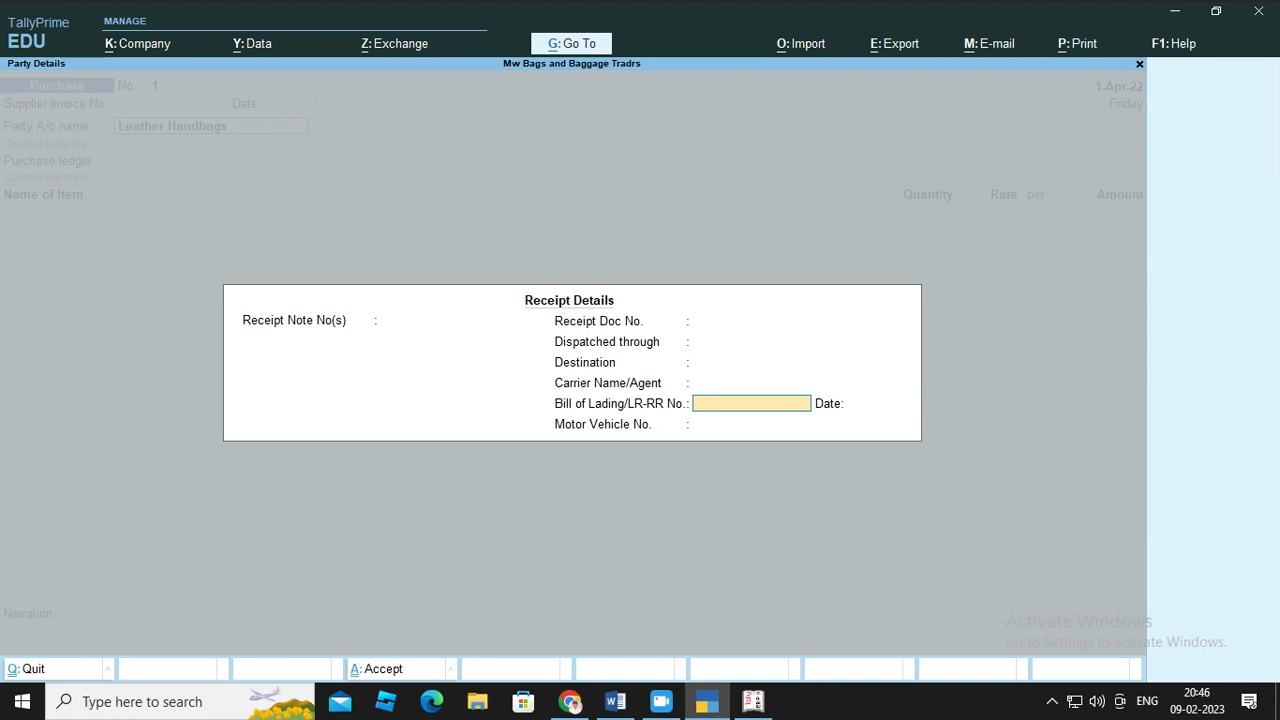 TallyPrime
MANAGE
EDU
K: Company
Y: Data
Z: Exchange
G: Go To
O: Import
E: Export
M: E-mail
P: Print
F1: Help
Party Details
Mw Bags and Baggage Tradrs
×
Purchase No. 1
1-Apr-22
Supplier Invoice No.
Date :
Friday
Party A/c name : Leather Handbags
Current balance :
Purchase ledger :
Current balance :
Name of Item
Quantity Rate per Amount
Receipt Details
Receipt Note No(s) :
Receipt Doc No. :
Dispatched through :
Destination :
Carrier Name/Agent :
Bill of Lading/LR-RR No. : Date:
Motor Vehicle No. :
Narration:
Activate Windows
Go to Settings to activate Windows.
Q: Quit
A: Accept
Type here to search
ENG
20:46
09-02-2023